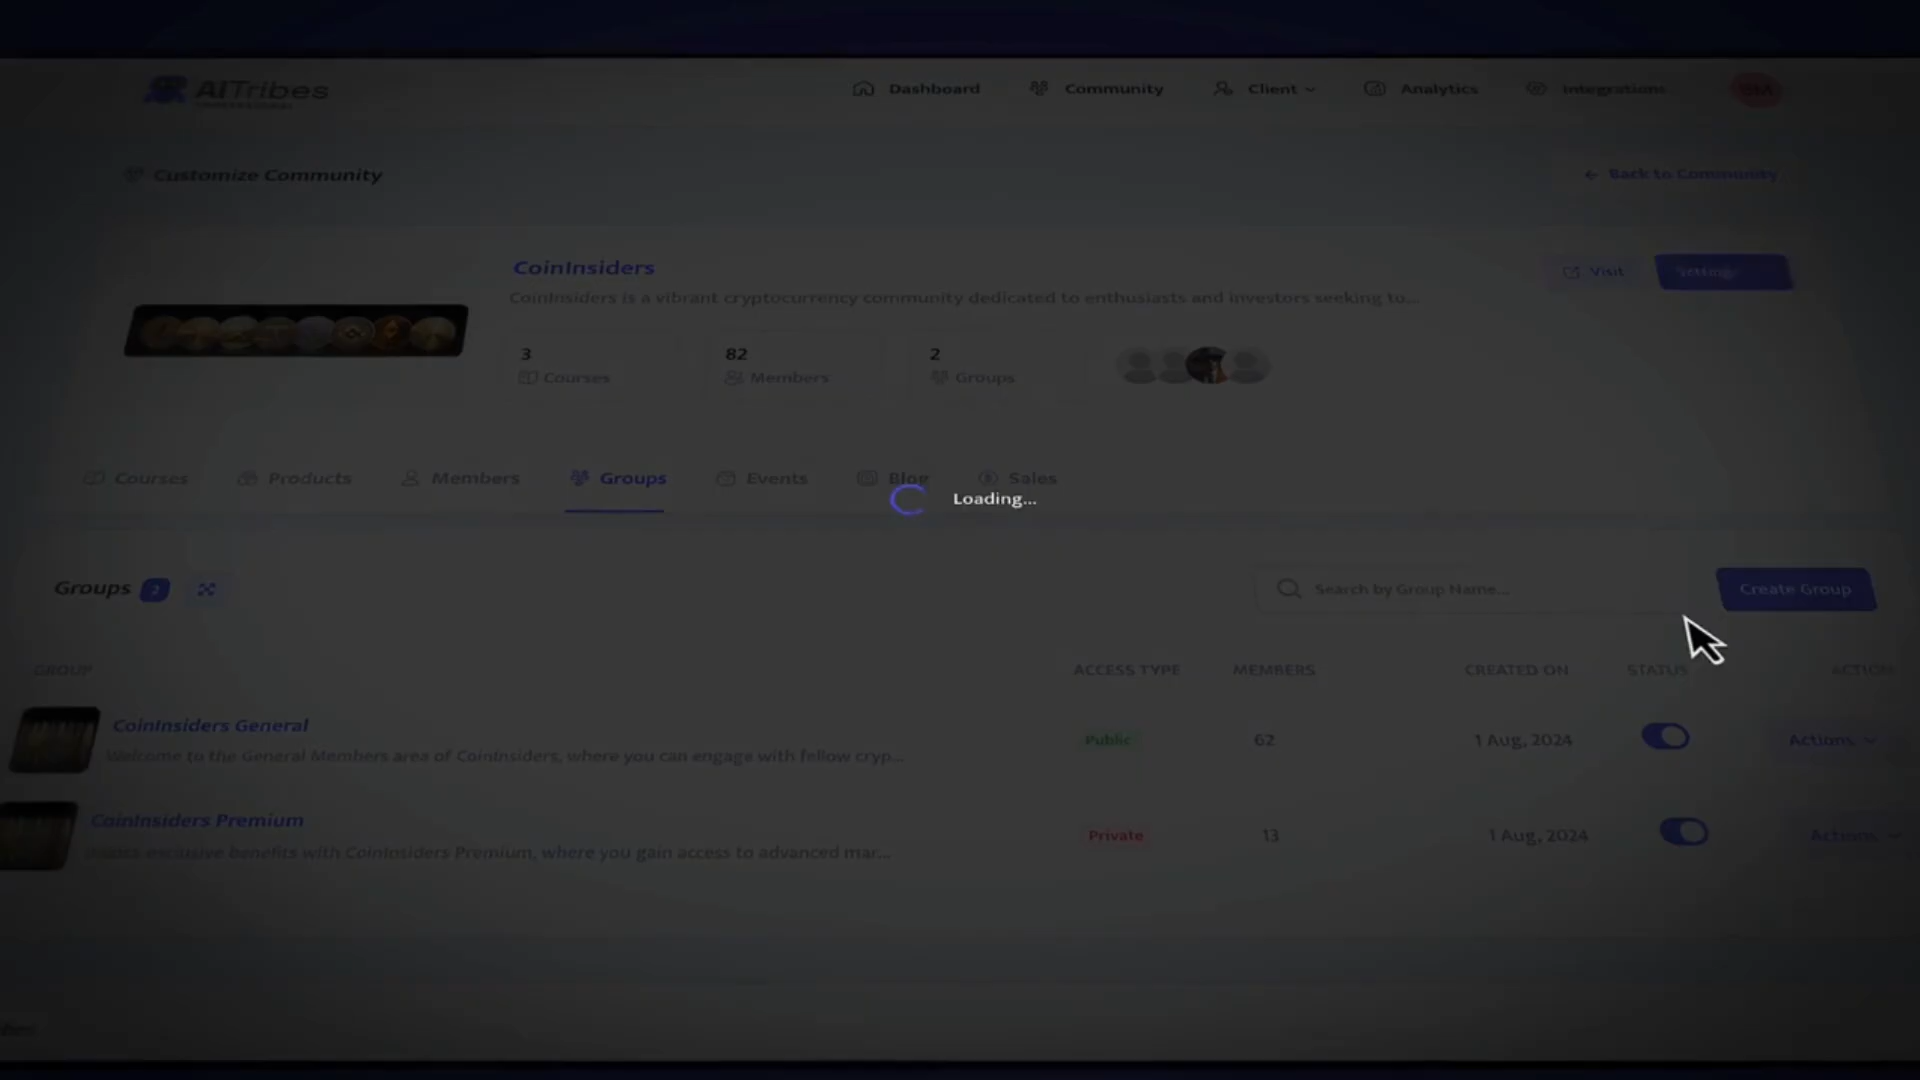 AITribes
Dashboard
Community
Client
Analytics
Integrations
Customize Community
Back to Community
CoinInsiders
Visit
Settings
CoinInsiders is a vibrant cryptocurrency community dedicated to enthusiasts and investors seeking to...
3
82
2
Courses
Members
Groups
Courses
Products
Members
Groups
Events
Blog
Sales
Loading...
Groups 2
Search by Group Name...
Create Group
GROUP
ACCESS TYPE
MEMBERS
CREATED ON
STATUS
ACTION
CoinInsiders General
Welcome to the General Members area of CoinInsiders, where you can engage with fellow cryp...
Public
62
1 Aug, 2024
Actions
CoinInsiders Premium
exclusive benefits with CoinInsiders Premium, where you gain access to advanced mar...
Private
13
1 Aug, 2024
Actions